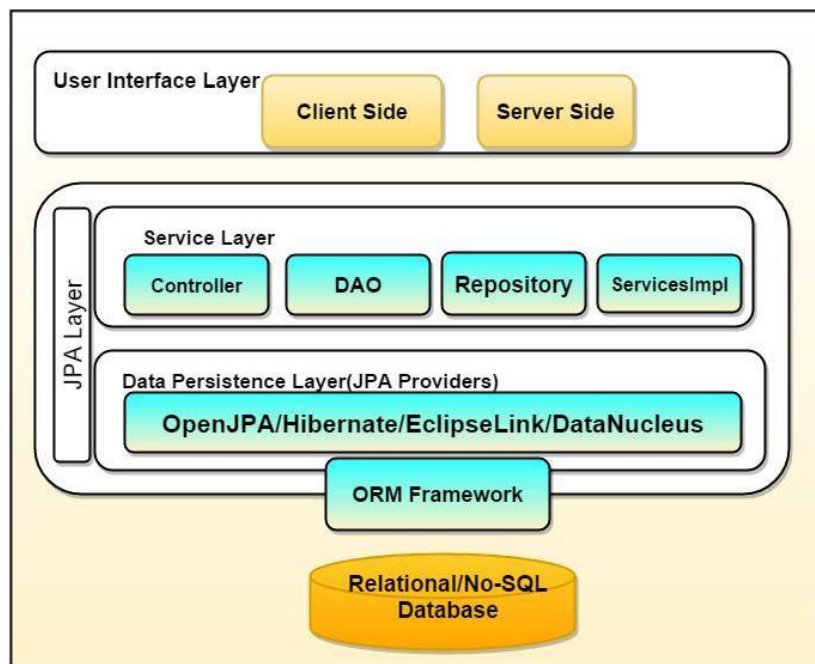 User Interface Layer
Client Side
Server Side
JPA Layer
Service Layer
Controller
DAO
Repository
ServicesImpl
Data Persistence Layer(JPA Providers)
OpenJPA/Hibernate/EclipseLink/DataNucleus
ORM Framework
Relational/No-SQL
Database